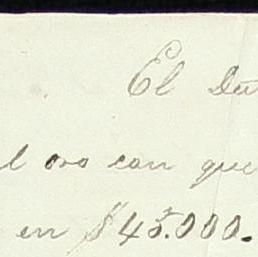 El
l oro con que
en $45.000.